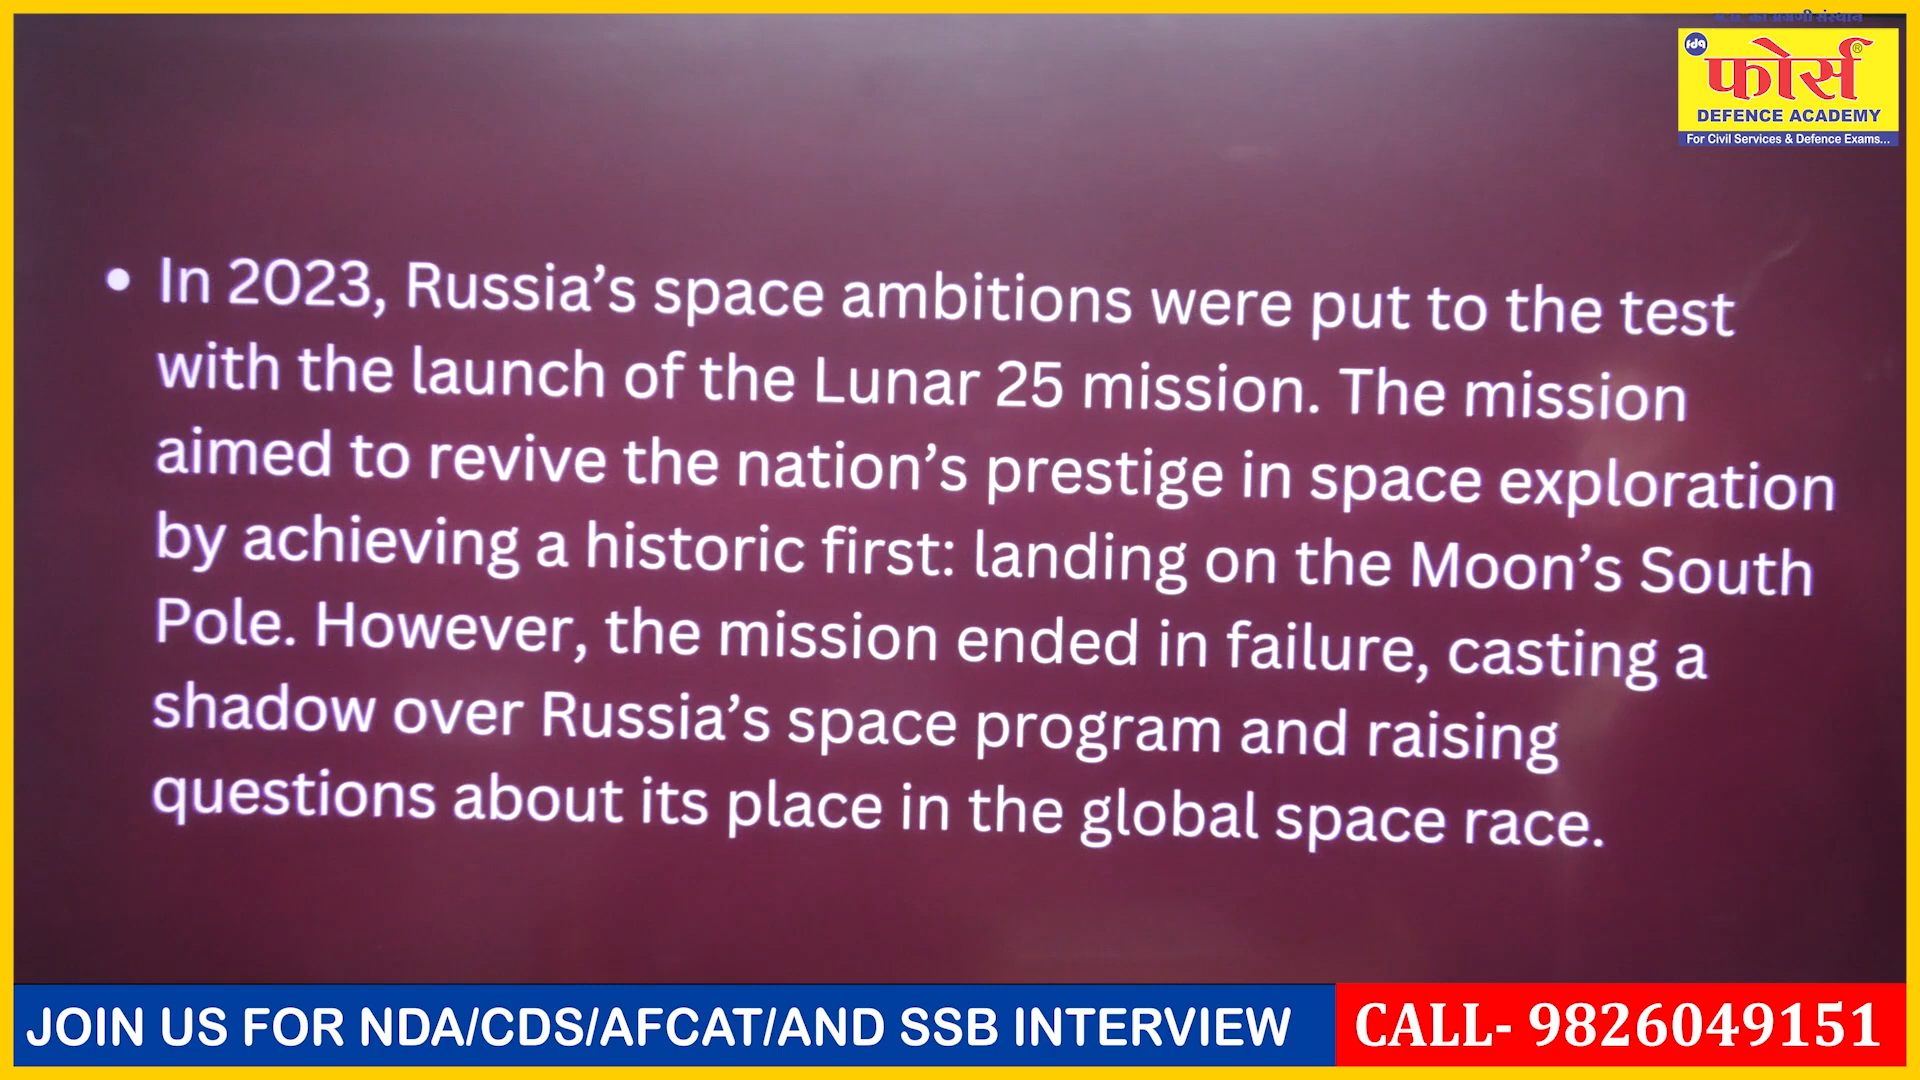 म.प्र. का अग्रणी संस्थान
fda
फोर्स®
DEFENCE ACADEMY
For Civil Services & Defence Exams...
• In 2023, Russia’s space ambitions were put to the test
with the launch of the Lunar 25 mission. The mission
aimed to revive the nation’s prestige in space exploration
by achieving a historic first: landing on the Moon’s South
Pole. However, the mission ended in failure, casting a
shadow over Russia’s space program and raising
questions about its place in the global space race.
JOIN US FOR NDA/CDS/AFCAT/AND SSB INTERVIEW
CALL- 9826049151